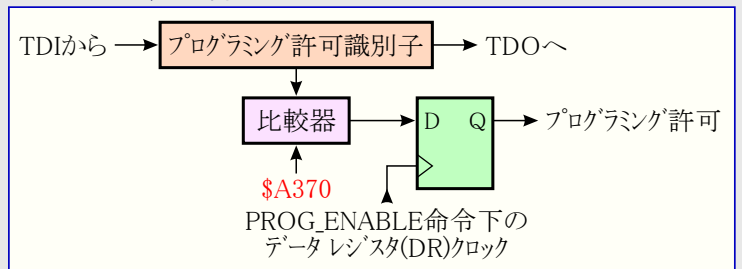 TDIから
プログラミング許可識別子
TDOへ
比較器
D
Q
プログラミング許可
$A370
PROG_ENABLE命令下の
データ レジスタ(DR)クロック